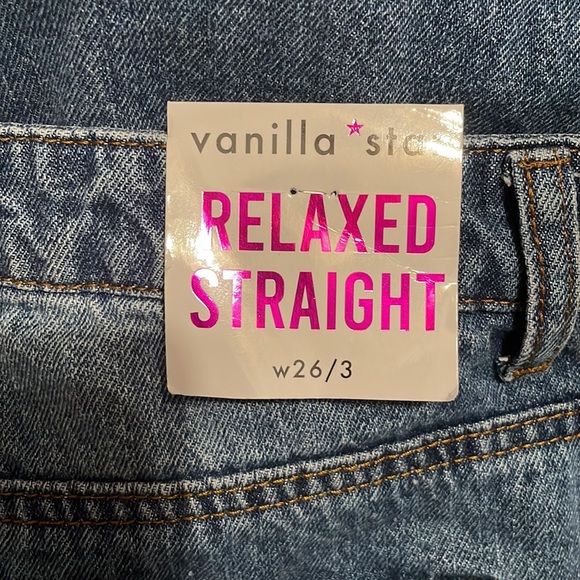 vanilla*sta
RELAXED
STRAIGHT
w26/3